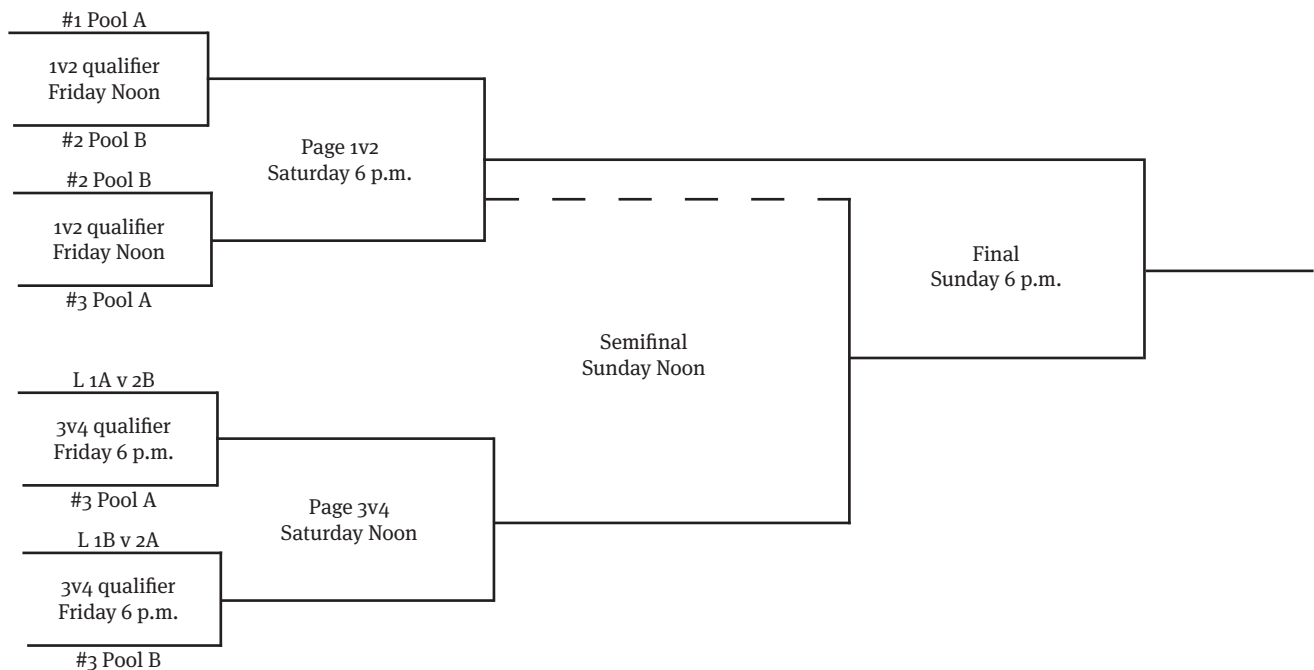 #1 Pool A
1v2 qualifier
Friday Noon
#2 Pool B
Page 1v2
Saturday 6 p.m.
#2 Pool B
1v2 qualifier
Friday Noon
#3 Pool A
Final
Sunday 6 p.m.
Semifinal
Sunday Noon
L 1A v 2B
3v4 qualifier
Friday 6 p.m.
#3 Pool A
Page 3v4
Saturday Noon
L 1B v 2A
3v4 qualifier
Friday 6 p.m.
#3 Pool B